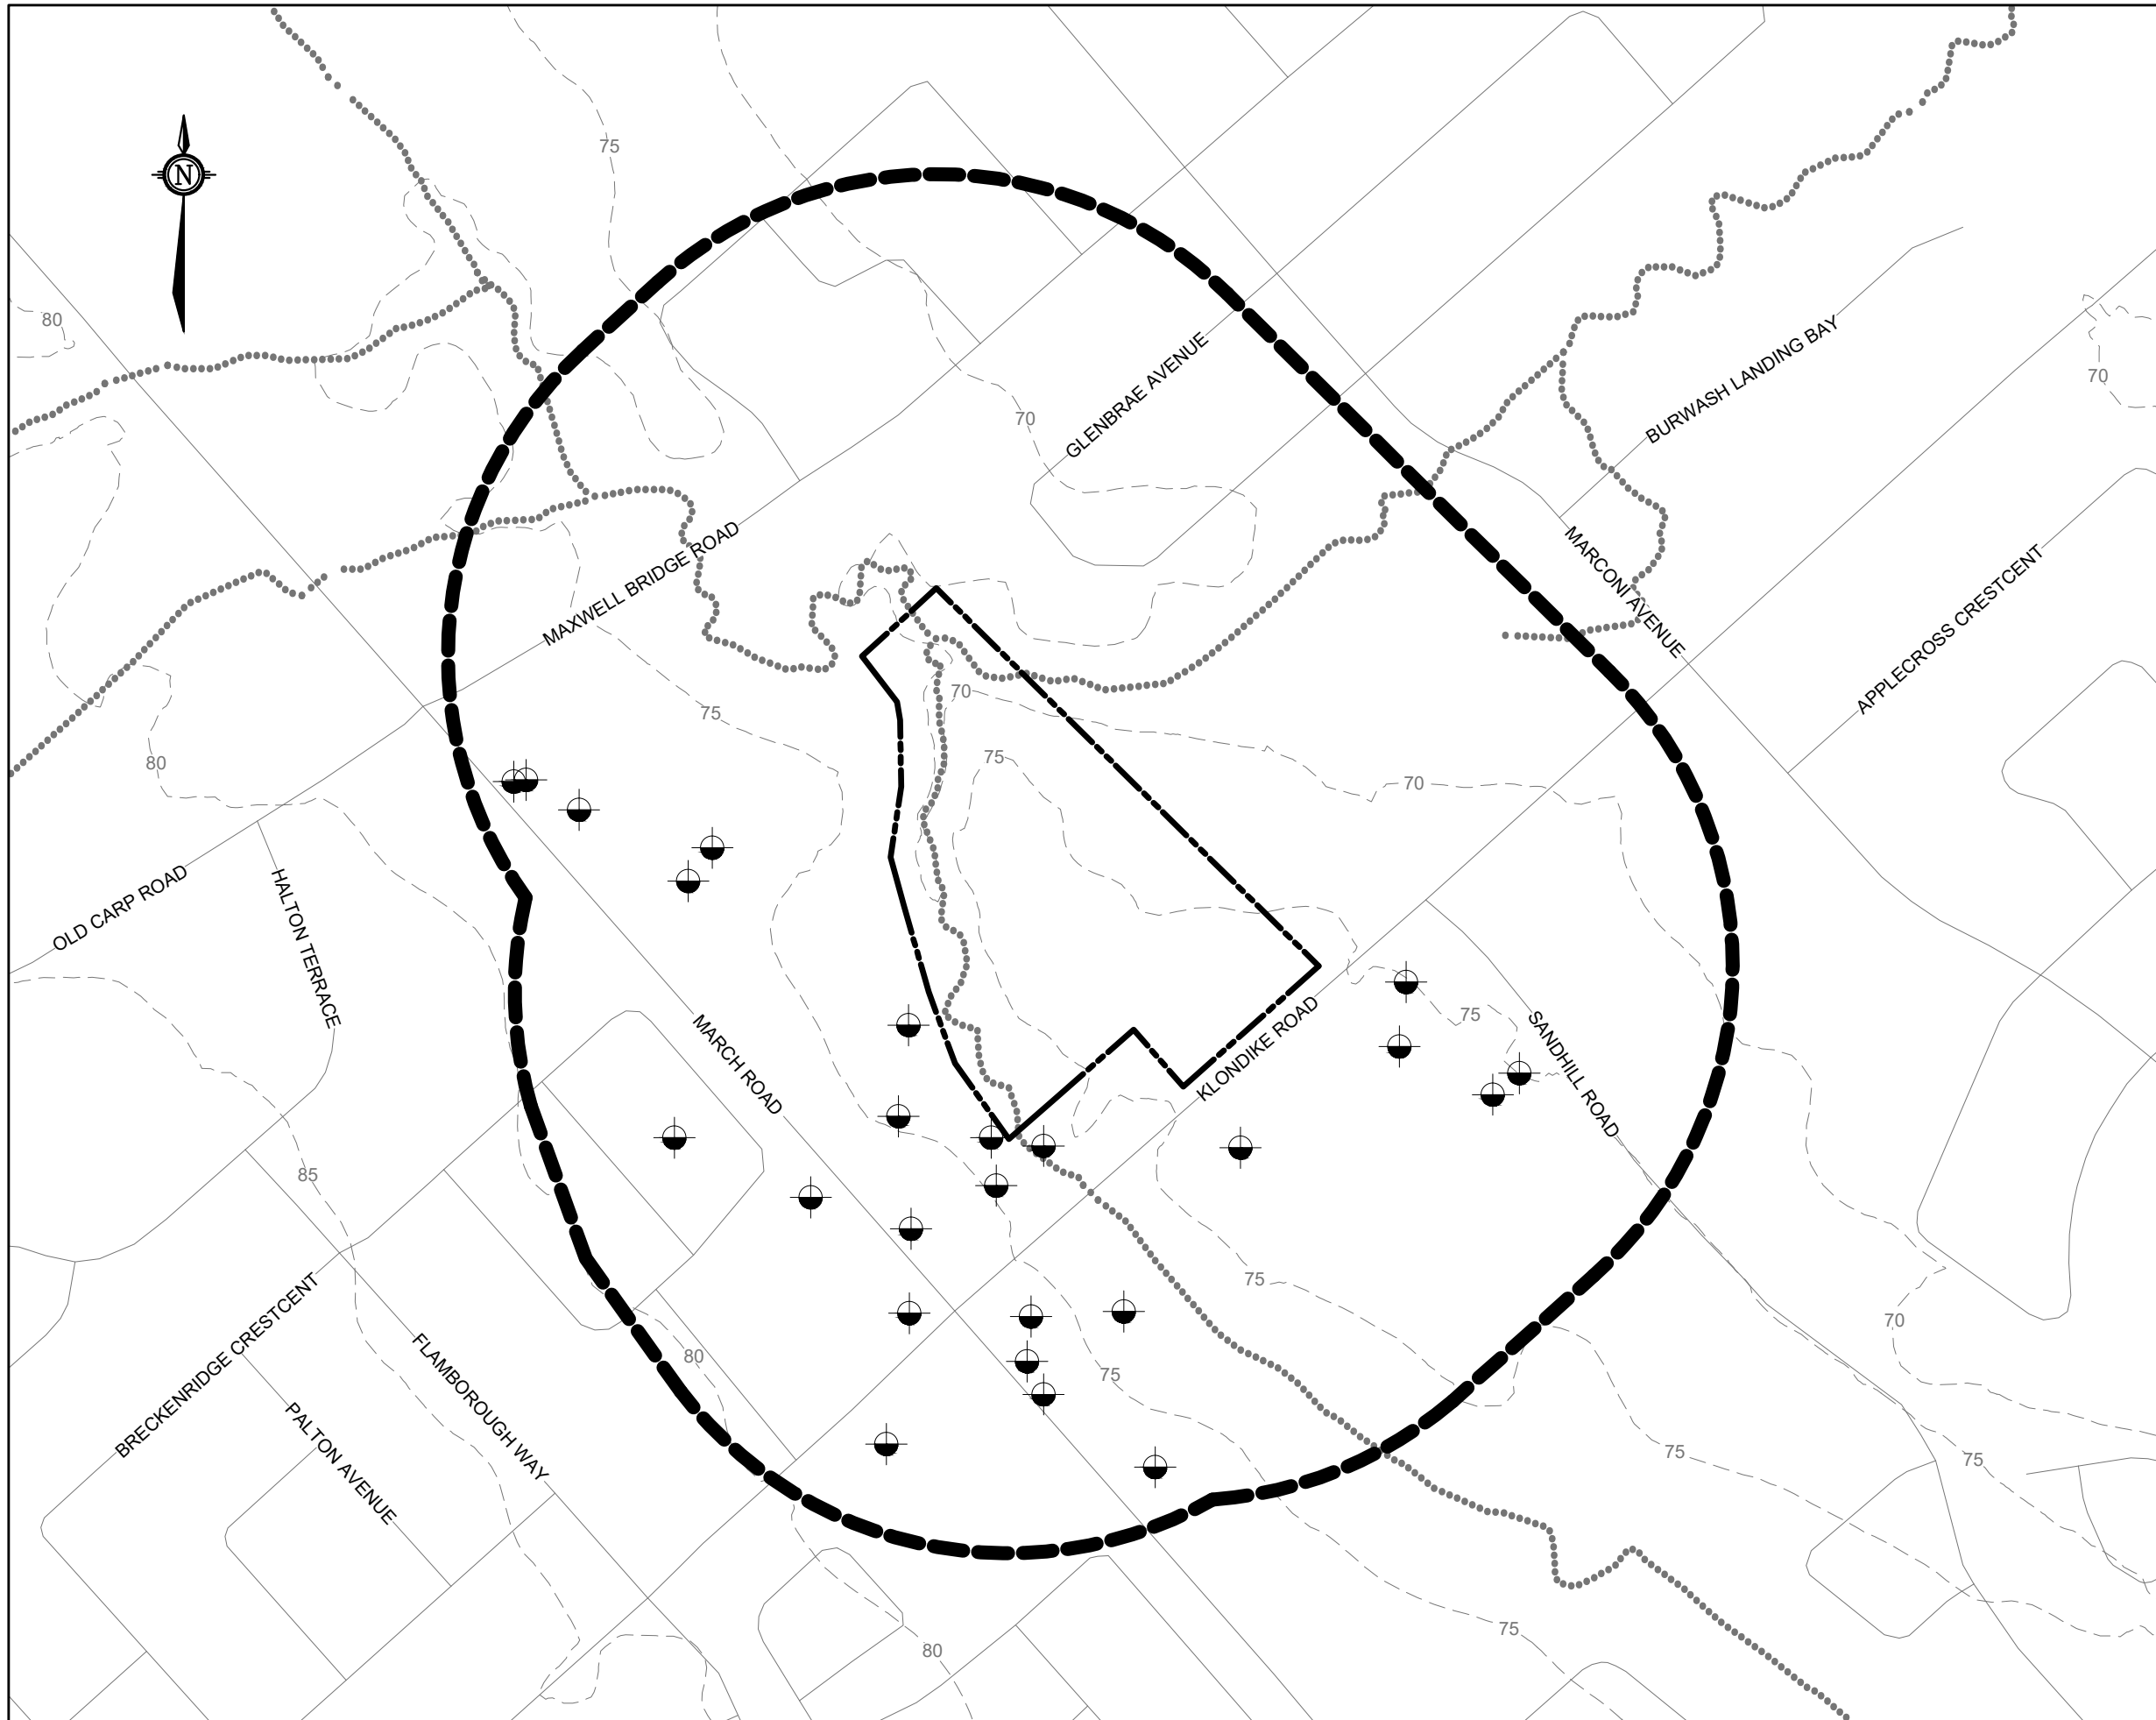 75
N
80
70
GLENBRAE AVENUE
BURWASH LANDING BAY
70
MAXWELL BRIDGE ROAD
MARCONI AVENUE
APPLECROSS CRESTCENT
70
75
80
75
70
OLD CARP ROAD
HALTON TERRACE
MARCH ROAD
KLONDIKE ROAD
75
SANDHILL ROAD
85
75
BRECKENRIDGE CRESTCENT
FLAMBOROUGH WAY
80
75
70
PALTON AVENUE
75
75
75
80